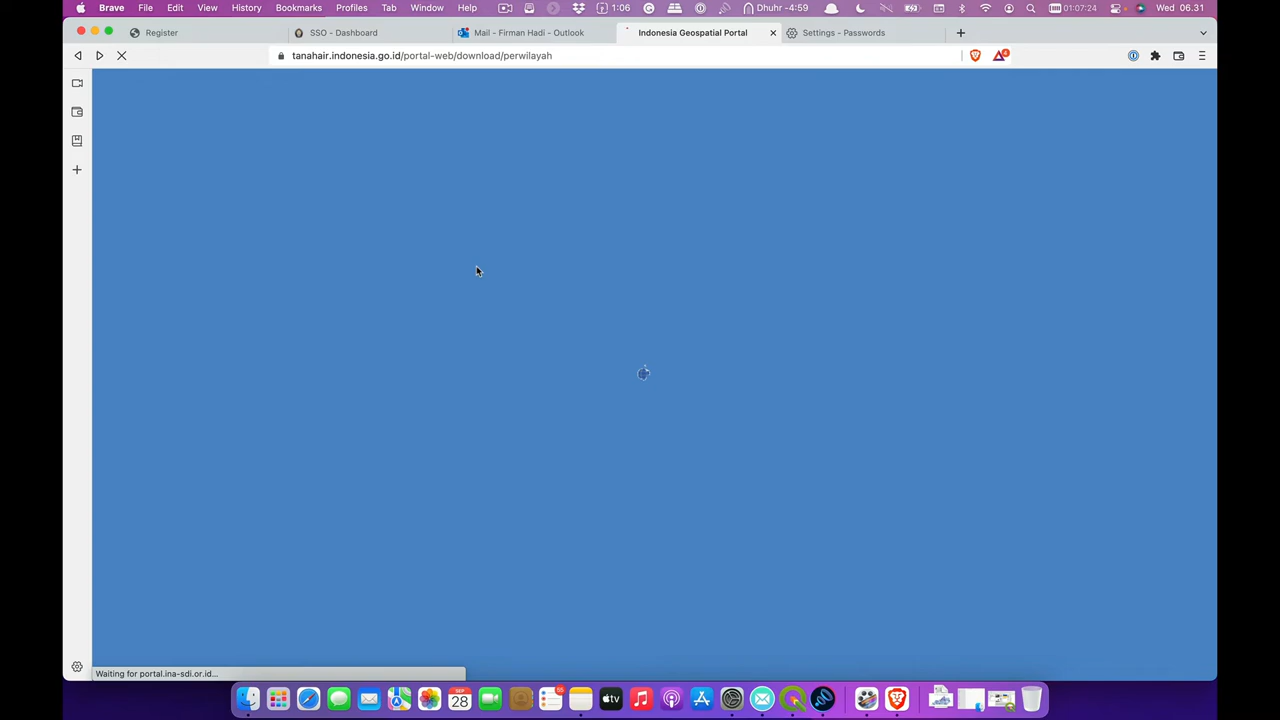 Brave File Edit View History Bookmarks Profiles Tab Window Help 1:06 Dhuhr -4:59 01:07:24 Wed 06.31
Register SSO - Dashboard Mail - Firman Hadi - Outlook Indonesia Geospatial Portal Settings - Passwords
tanahair.indonesia.go.id/portal-web/download/perwilayah
Waiting for portal.ina-sdi.or.id...
SEP
28
tv